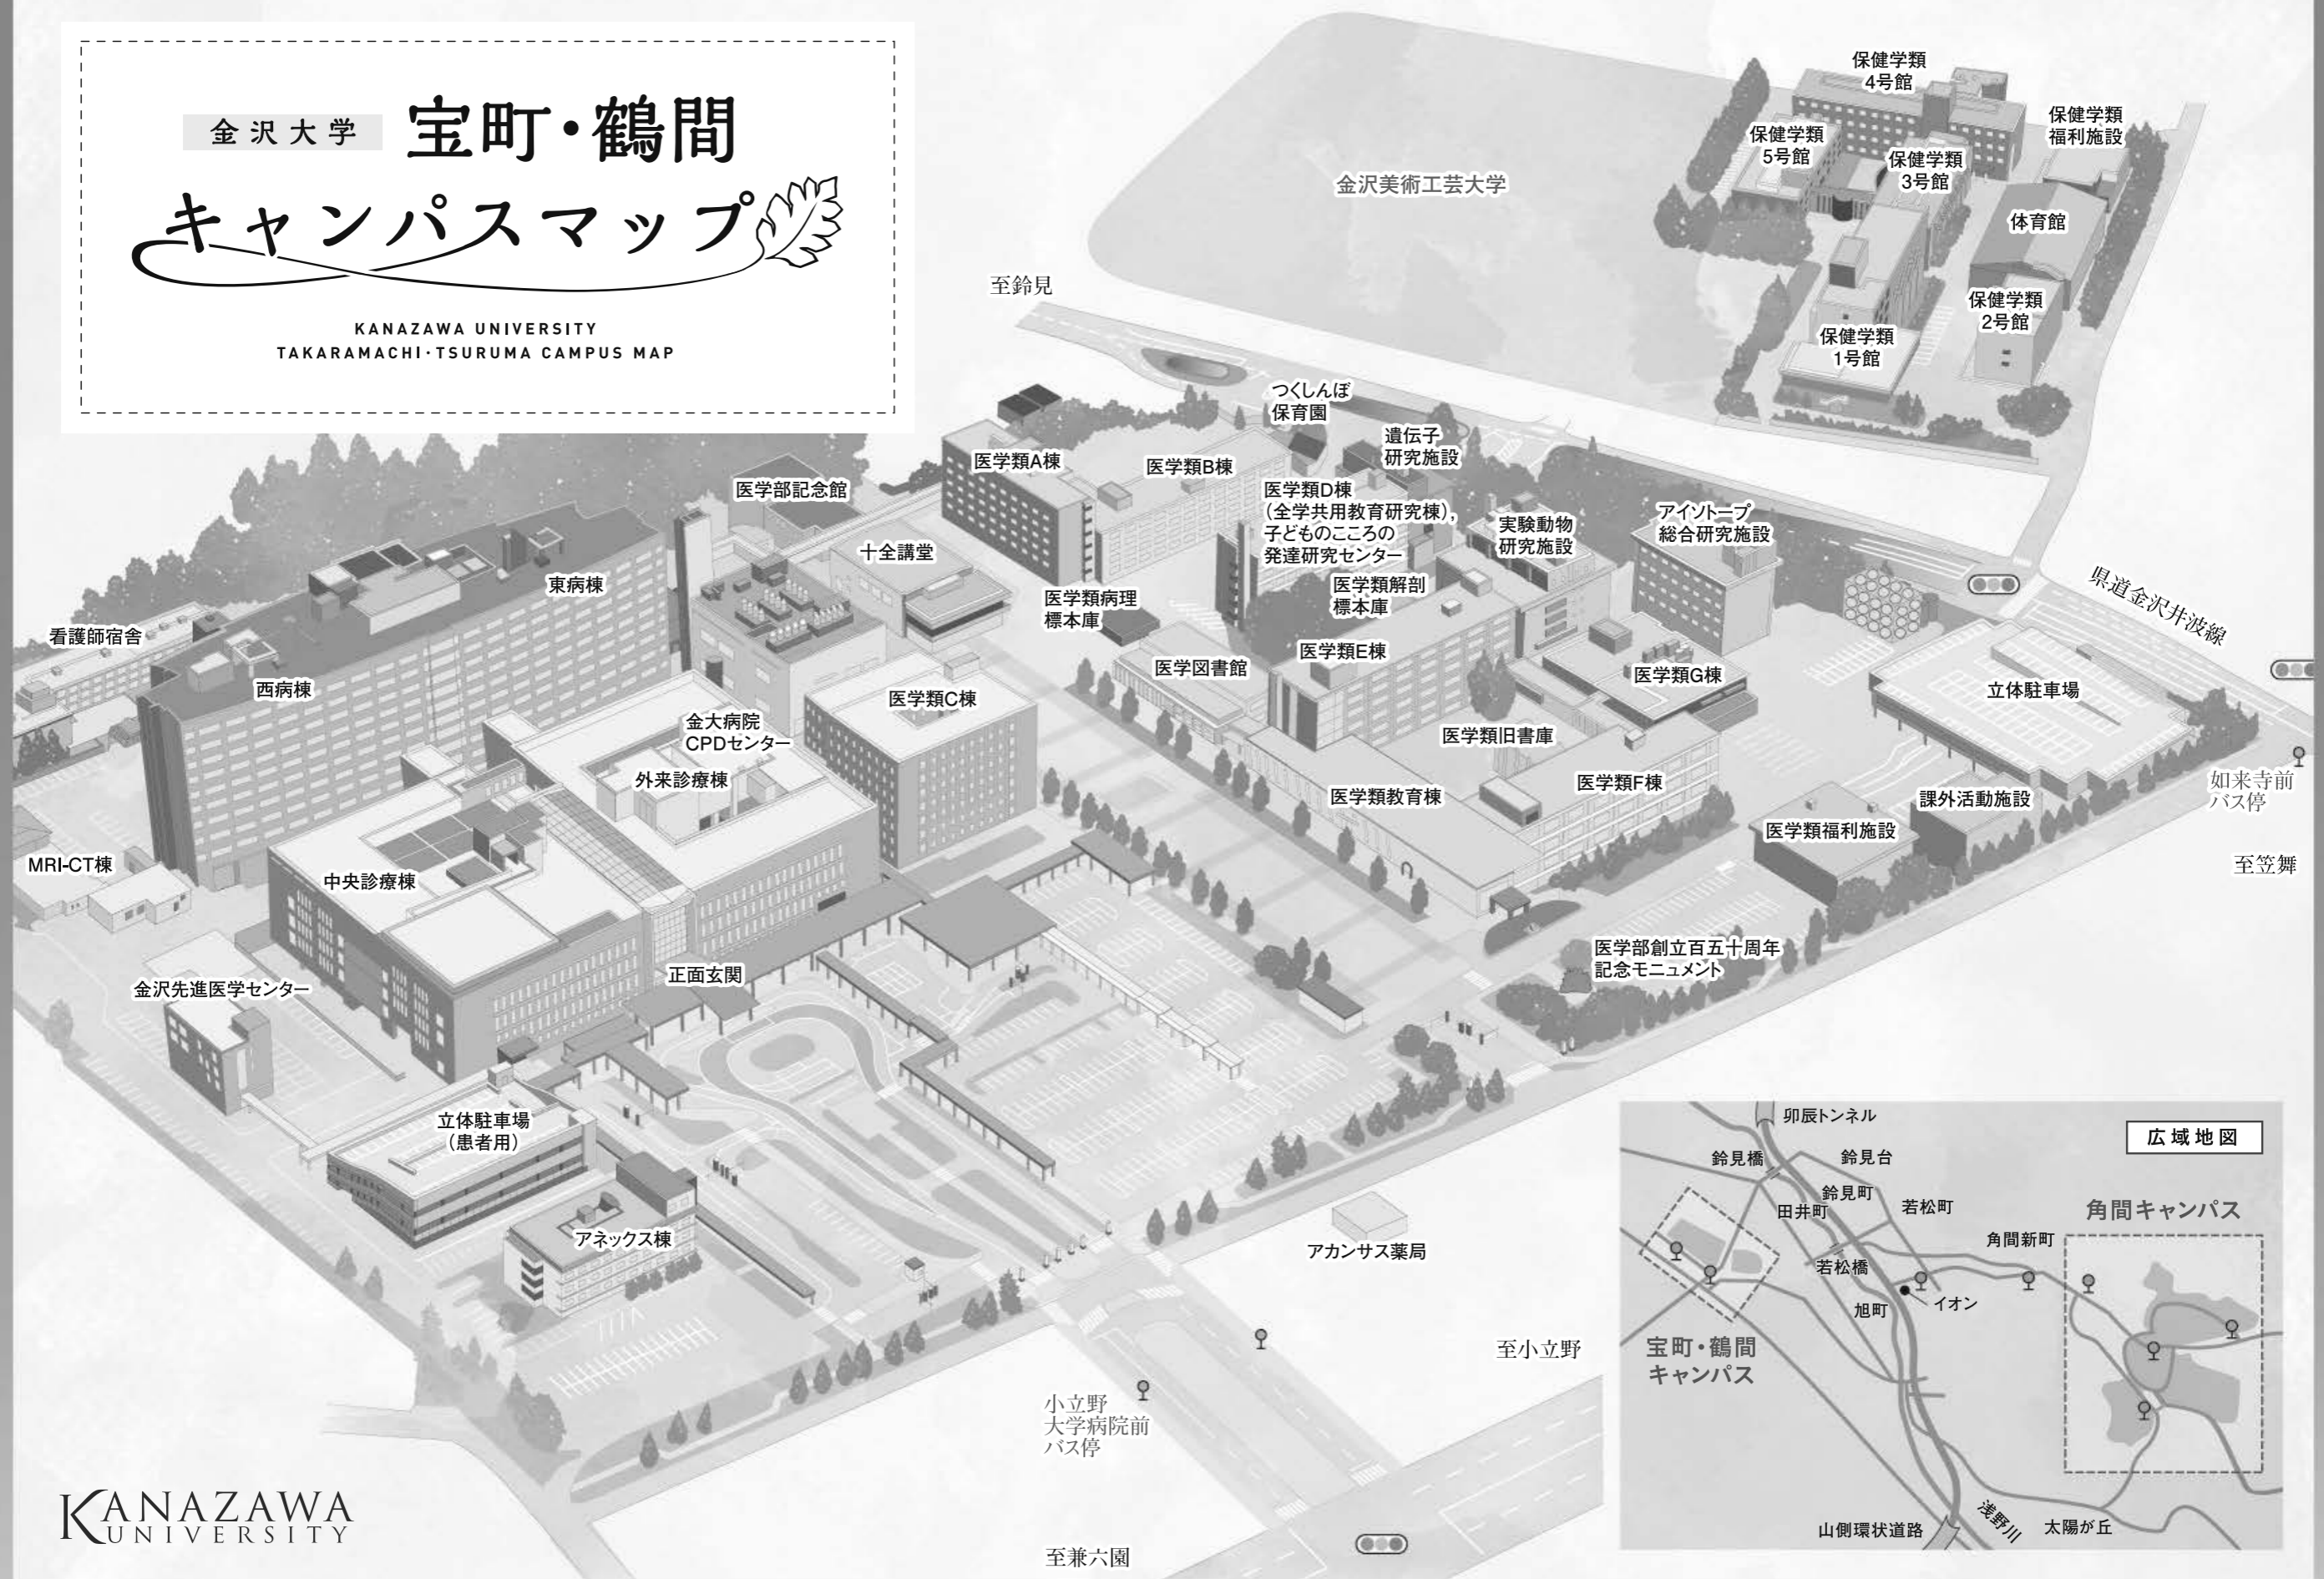 金沢大学 宝町・鶴間
キャンパスマップ
KANAZAWA UNIVERSITY
TAKARAMACHI・TSURUMA CAMPUS MAP
保健学類
4号館
保健学類
福利施設
保健学類
5号館
保健学類
3号館
体育館
保健学類
2号館
保健学類
1号館
金沢美術工芸大学
至鈴見
つくしんぼ
保育園
遺伝子
研究施設
医学類A棟
医学類B棟
医学部記念館
医学類D棟
(全学共用教育研究棟),
子どものこころの
発達研究センター
実験動物
研究施設
アイソトープ
総合研究施設
十全講堂
東病棟
医学類病理
標本庫
医学類解剖
標本庫
県道金沢井波線
看護師宿舎
西病棟
医学図書館
医学類E棟
医学類G棟
立体駐車場
医学類C棟
金大病院
CPDセンター
外来診療棟
医学類旧書庫
医学類F棟
医学類教育棟
課外活動施設
医学類福利施設
如来寺前
バス停
至笠舞
MRI-CT棟
中央診療棟
正面玄関
金沢先進医学センター
医学部創立百五十周年
記念モニュメント
立体駐車場
(患者用)
アネックス棟
アカンサス薬局
至小立野
小立野
大学病院前
バス停
至兼六園
KANAZAWA
UNIVERSITY
広域地図
卯辰トンネル
鈴見橋
鈴見台
鈴見町
田井町
若松町
角間新町
角間キャンパス
若松橋
旭町
イオン
宝町・鶴間
キャンパス
山側環状道路
浅野川
太陽が丘